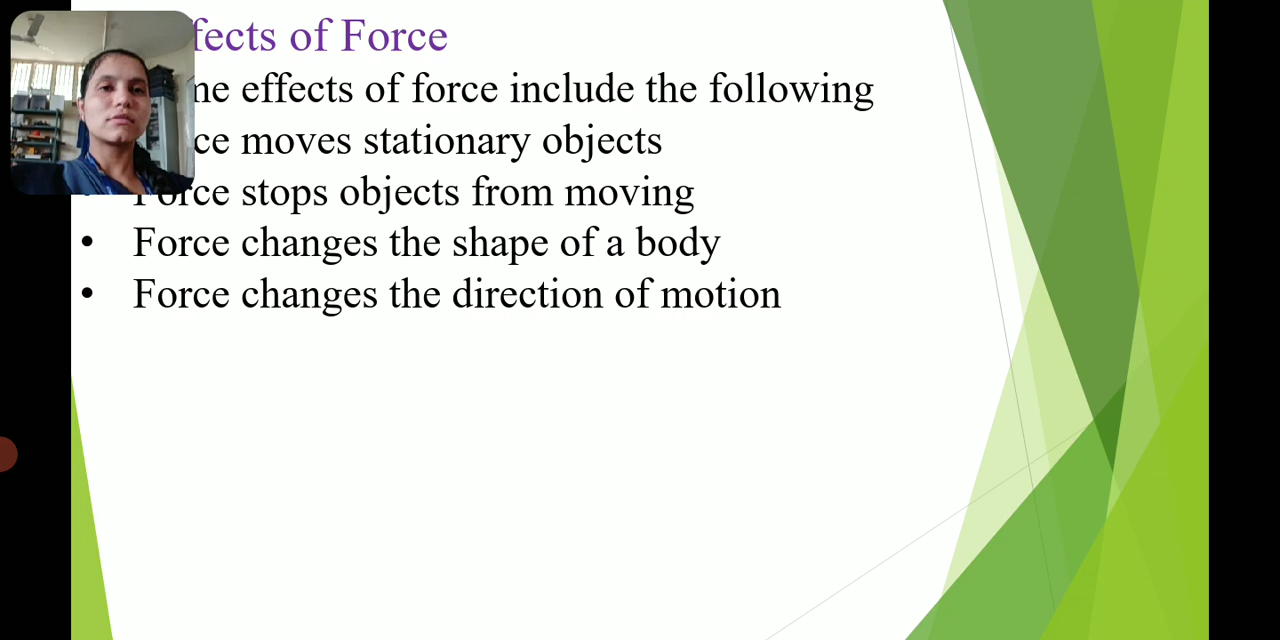 fects of Force
me effects of force include the following
ce moves stationary objects
Force stops objects from moving
• Force changes the shape of a body
• Force changes the direction of motion